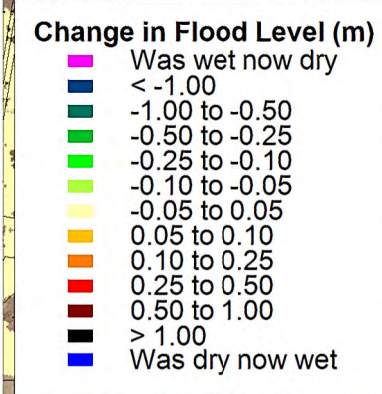 Change in Flood Level (m)
Was wet now dry
< -1.00
-1.00 to -0.50
-0.50 to -0.25
-0.25 to -0.10
-0.10 to -0.05
-0.05 to 0.05
0.05 to 0.10
0.10 to 0.25
0.25 to 0.50
0.50 to 1.00
> 1.00
Was dry now wet